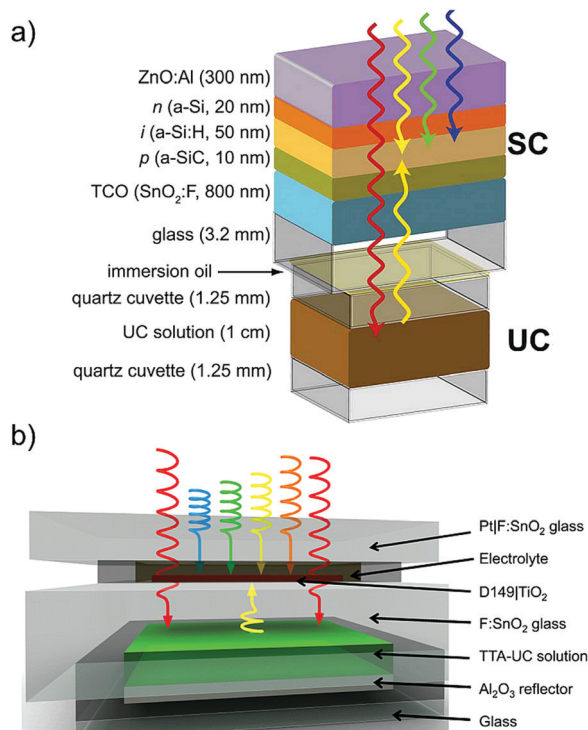 a)
ZnO:Al (300 nm)
n (a-Si, 20 nm)
i (a-Si:H, 50 nm)
p (a-SiC, 10 nm)
TCO (SnO₂:F, 800 nm)
glass (3.2 mm)
immersion oil
quartz cuvette (1.25 mm)
UC solution (1 cm)
quartz cuvette (1.25 mm)
SC
UC
b)
Pt|F:SnO₂ glass
Electrolyte
D149|TiO₂
F:SnO₂ glass
TTA-UC solution
Al₂O₃ reflector
Glass